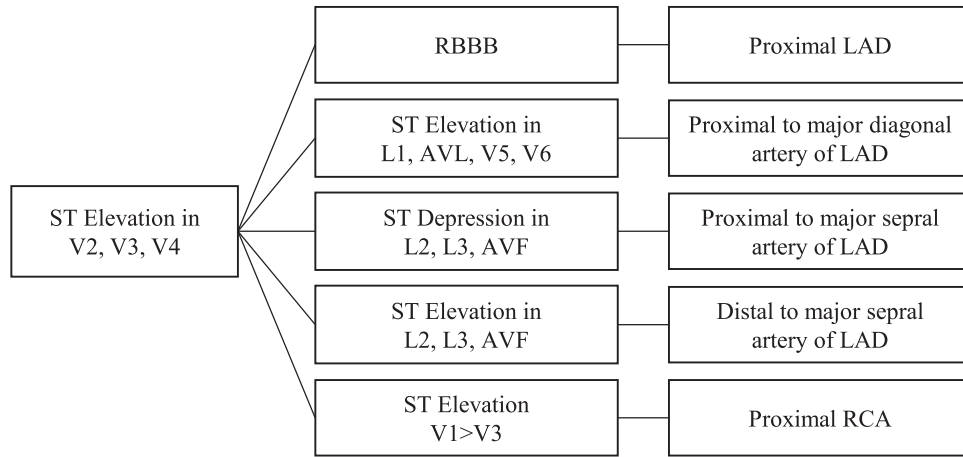 ST Elevation in
V2, V3, V4
RBBB
Proximal LAD
ST Elevation in
L1, AVL, V5, V6
Proximal to major diagonal
artery of LAD
ST Depression in
L2, L3, AVF
Proximal to major sepral
artery of LAD
ST Elevation in
L2, L3, AVF
Distal to major sepral
artery of LAD
ST Elevation
V1>V3
Proximal RCA